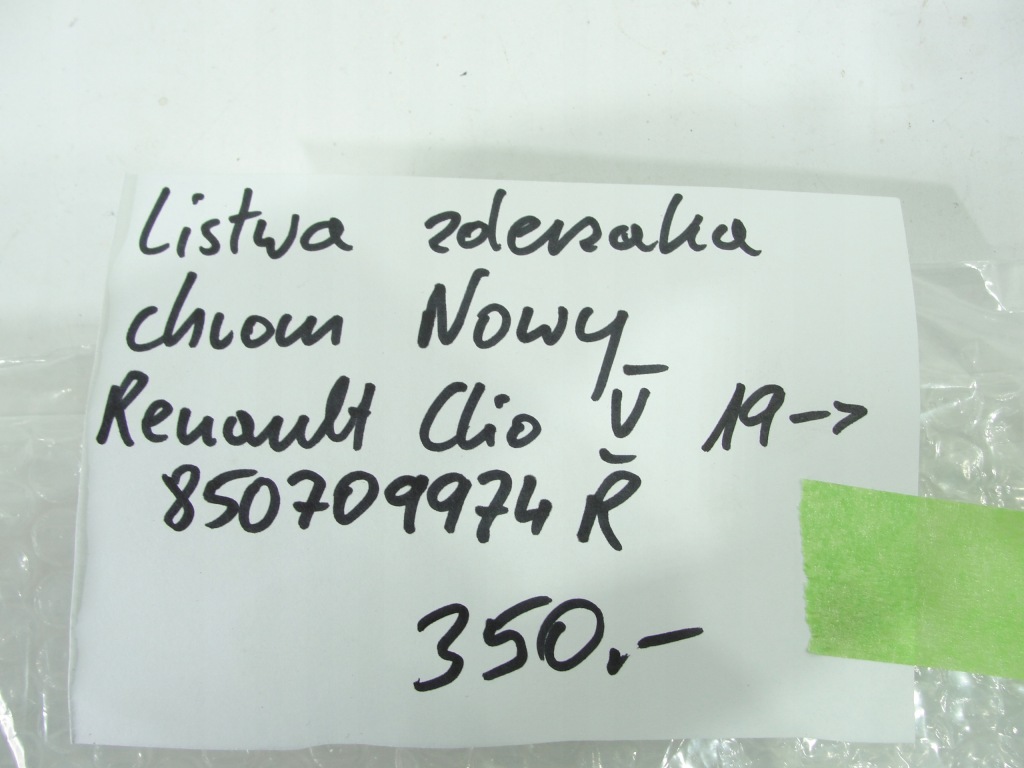 Listwa zderzaka
chrom Nowy
Renault Clio V 19->
850709974R
350.-